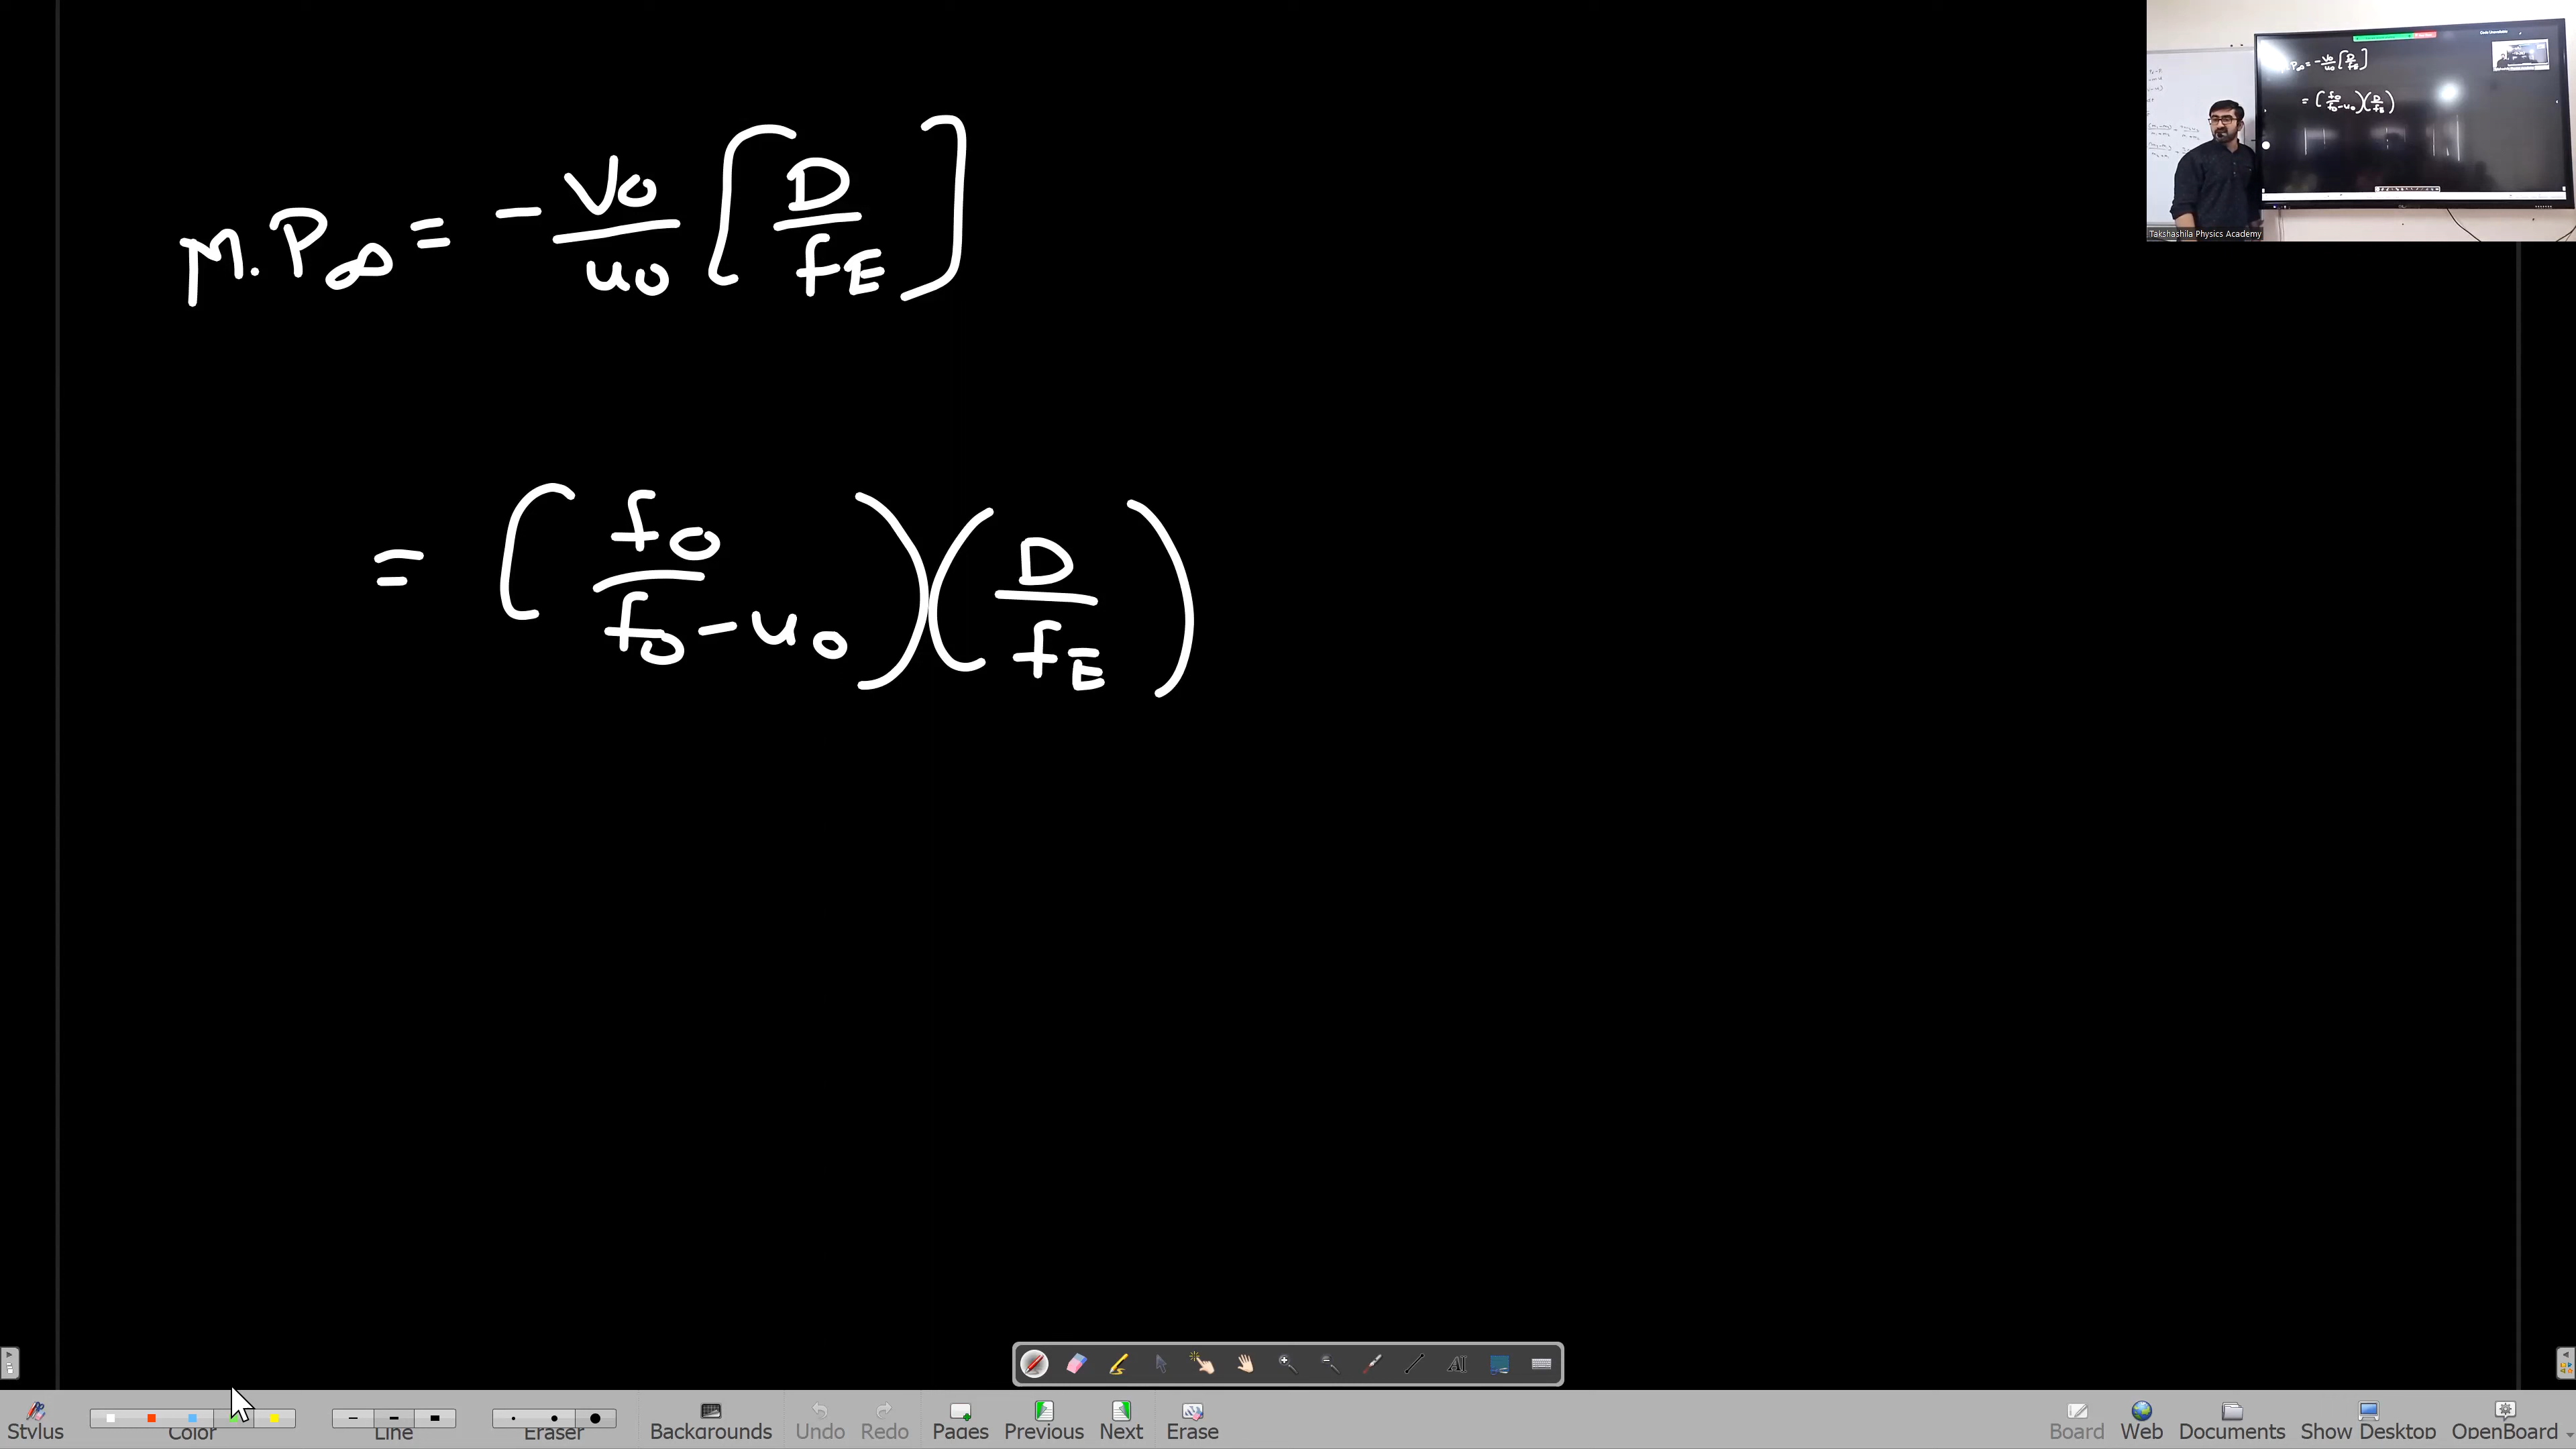 M.P∞ = - vo/uo [D/fE]
= (fo/fo-uo)(D/fE)
Takshashila Physics Academy
Stylus
Color
Line
Eraser
Backgrounds
Undo
Redo
Pages
Previous
Next
Erase
Board
Web
Documents
Show Desktop
OpenBoard